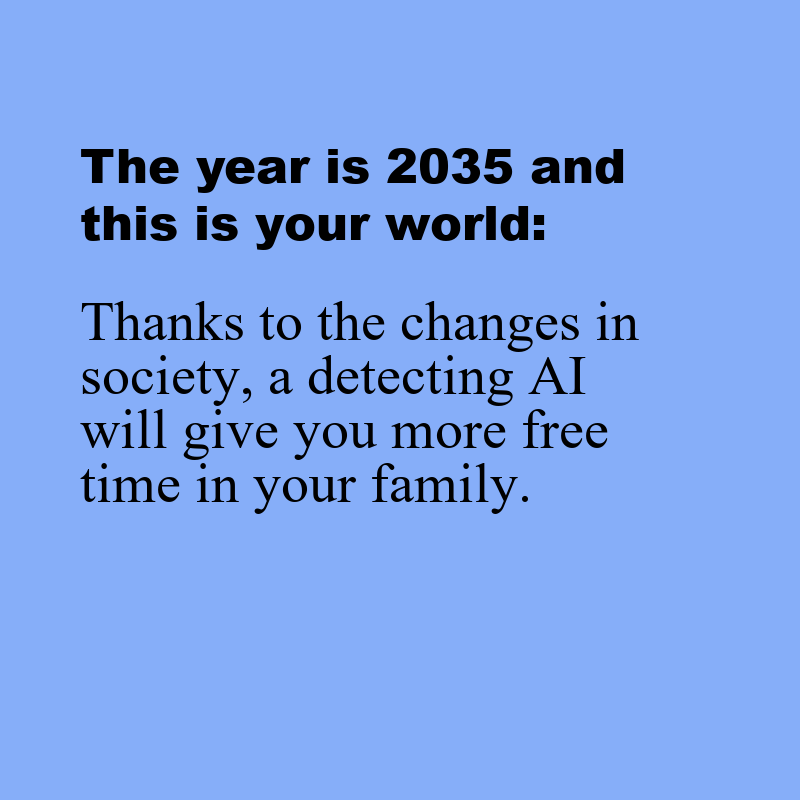 The year is 2035 and
this is your world:
Thanks to the changes in
society, a detecting AI
will give you more free
time in your family.